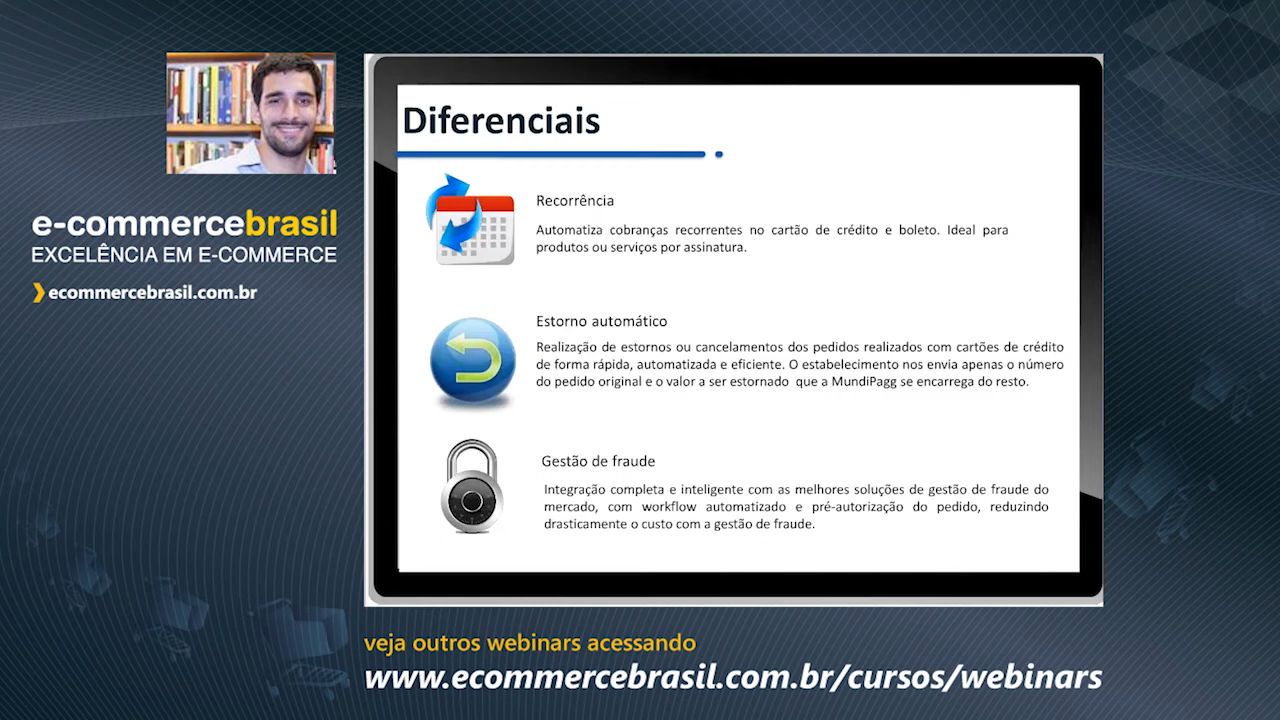 e-commercebrasil
EXCELÊNCIA EM E-COMMERCE
ecommercebrasil.com.br
Diferenciais
Recorrência
Automatiza cobranças recorrentes no cartão de crédito e boleto. Ideal para
produtos ou serviços por assinatura.
Estorno automático
Realização de estornos ou cancelamentos dos pedidos realizados com cartões de crédito
de forma rápida, automatizada e eficiente. O estabelecimento nos envia apenas o número
do pedido original e o valor a ser estornado que a MundiPagg se encarrega do resto.
Gestão de fraude
Integração completa e inteligente com as melhores soluções de gestão de fraude do
mercado, com workflow automatizado e pré-autorização do pedido, reduzindo
drasticamente o custo com a gestão de fraude.
veja outros webinars acessando
www.ecommercebrasil.com.br/cursos/webinars